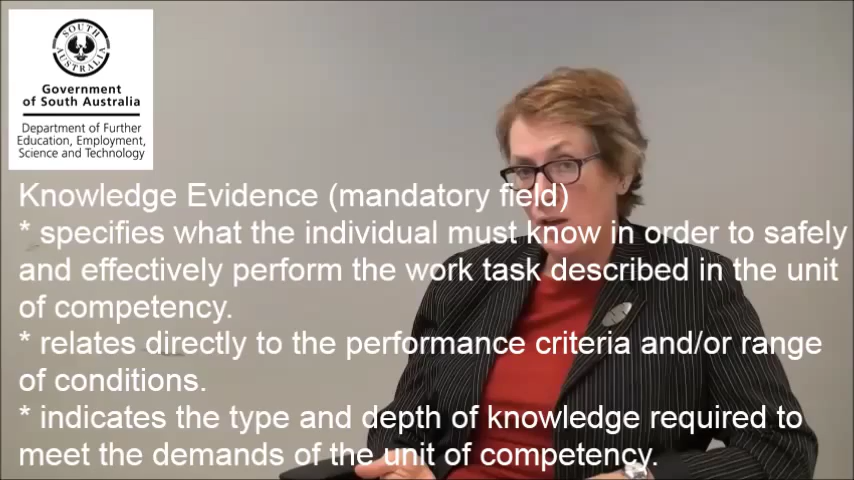 SOUTH
AUSTRALIA
Government
of South Australia
Department of Further
Education, Employment,
Science and Technology
Knowledge Evidence (mandatory field)
* specifies what the individual must know in order to safely
and effectively perform the work task described in the unit
of competency.
* relates directly to the performance criteria and/or range
of conditions.
* indicates the type and depth of knowledge required to
meet the demands of the unit of competency.